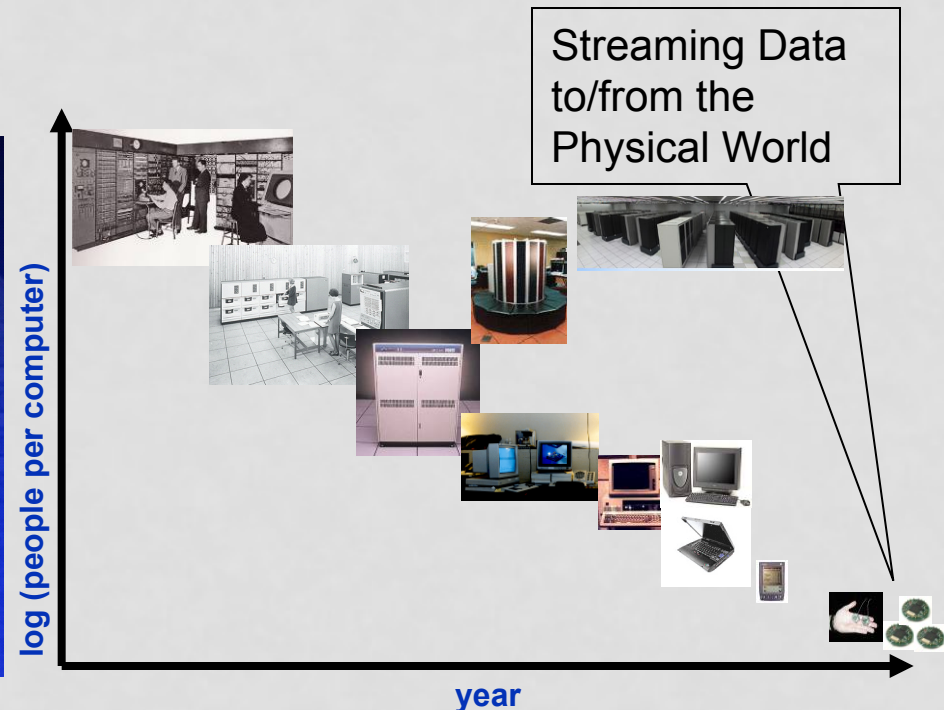 Streaming Data
to/from the
Physical World
log (people per computer)
year